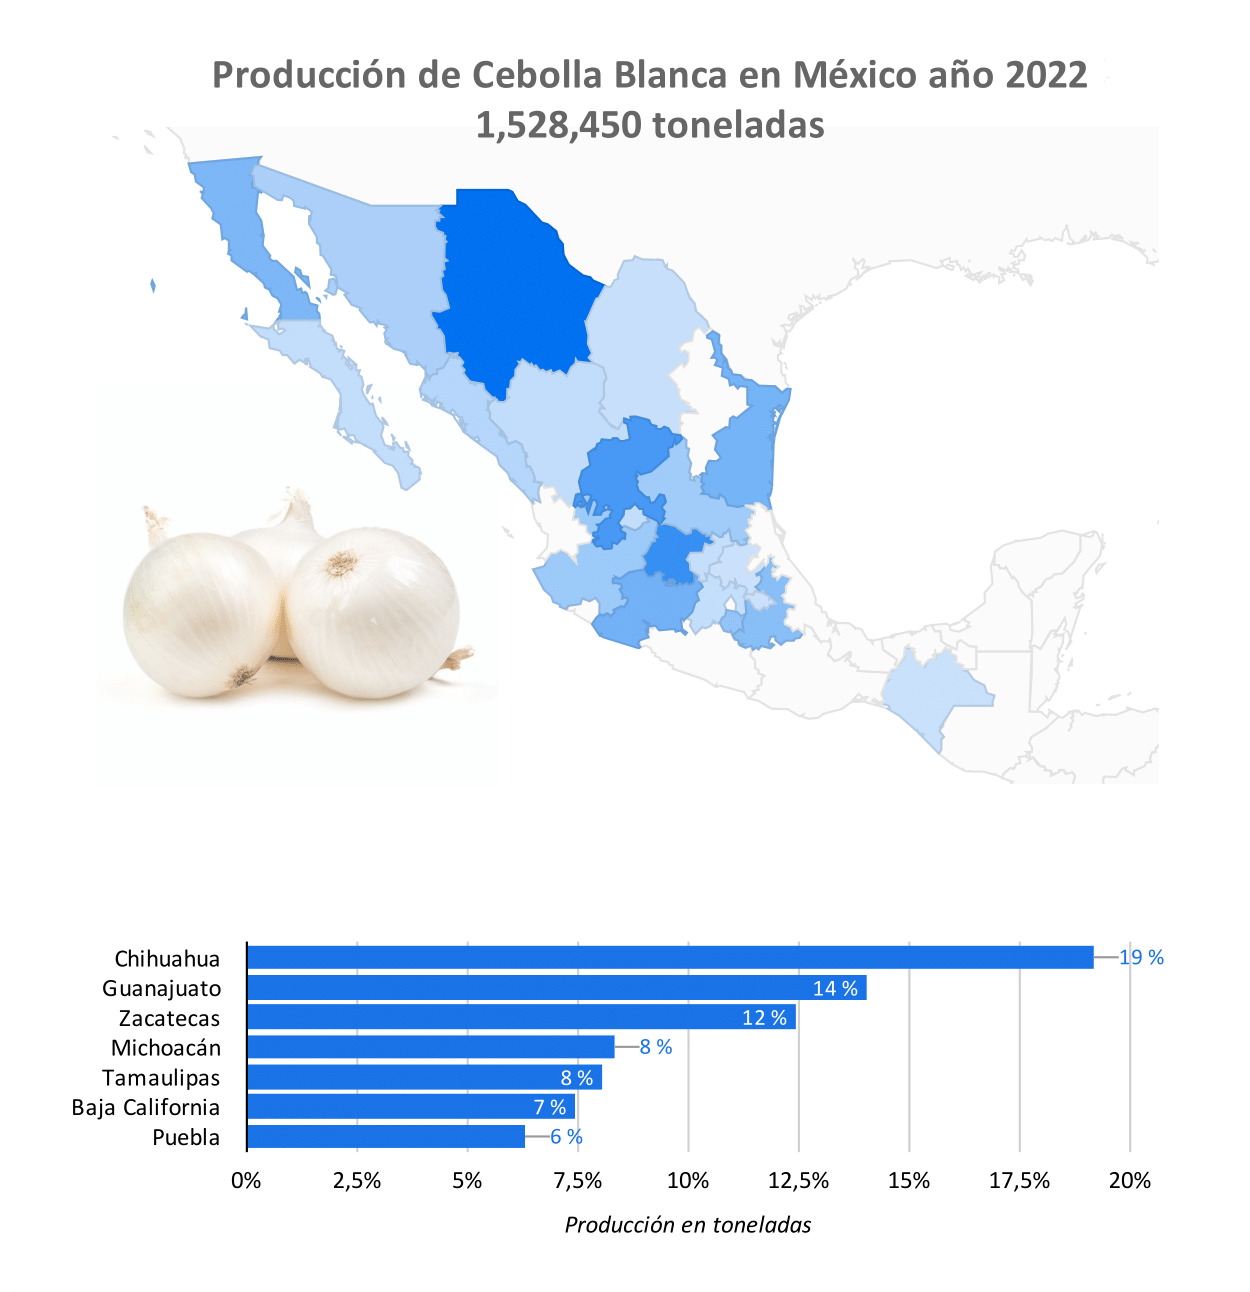 Producción de Cebolla Blanca en México año 2022
1,528,450 toneladas
Chihuahua
19 %
Guanajuato
14 %
Zacatecas
12 %
Michoacán
8 %
Tamaulipas
8 %
Baja California
7 %
Puebla
6 %
0% 2,5% 5% 7,5% 10% 12,5% 15% 17,5% 20%
Producción en toneladas